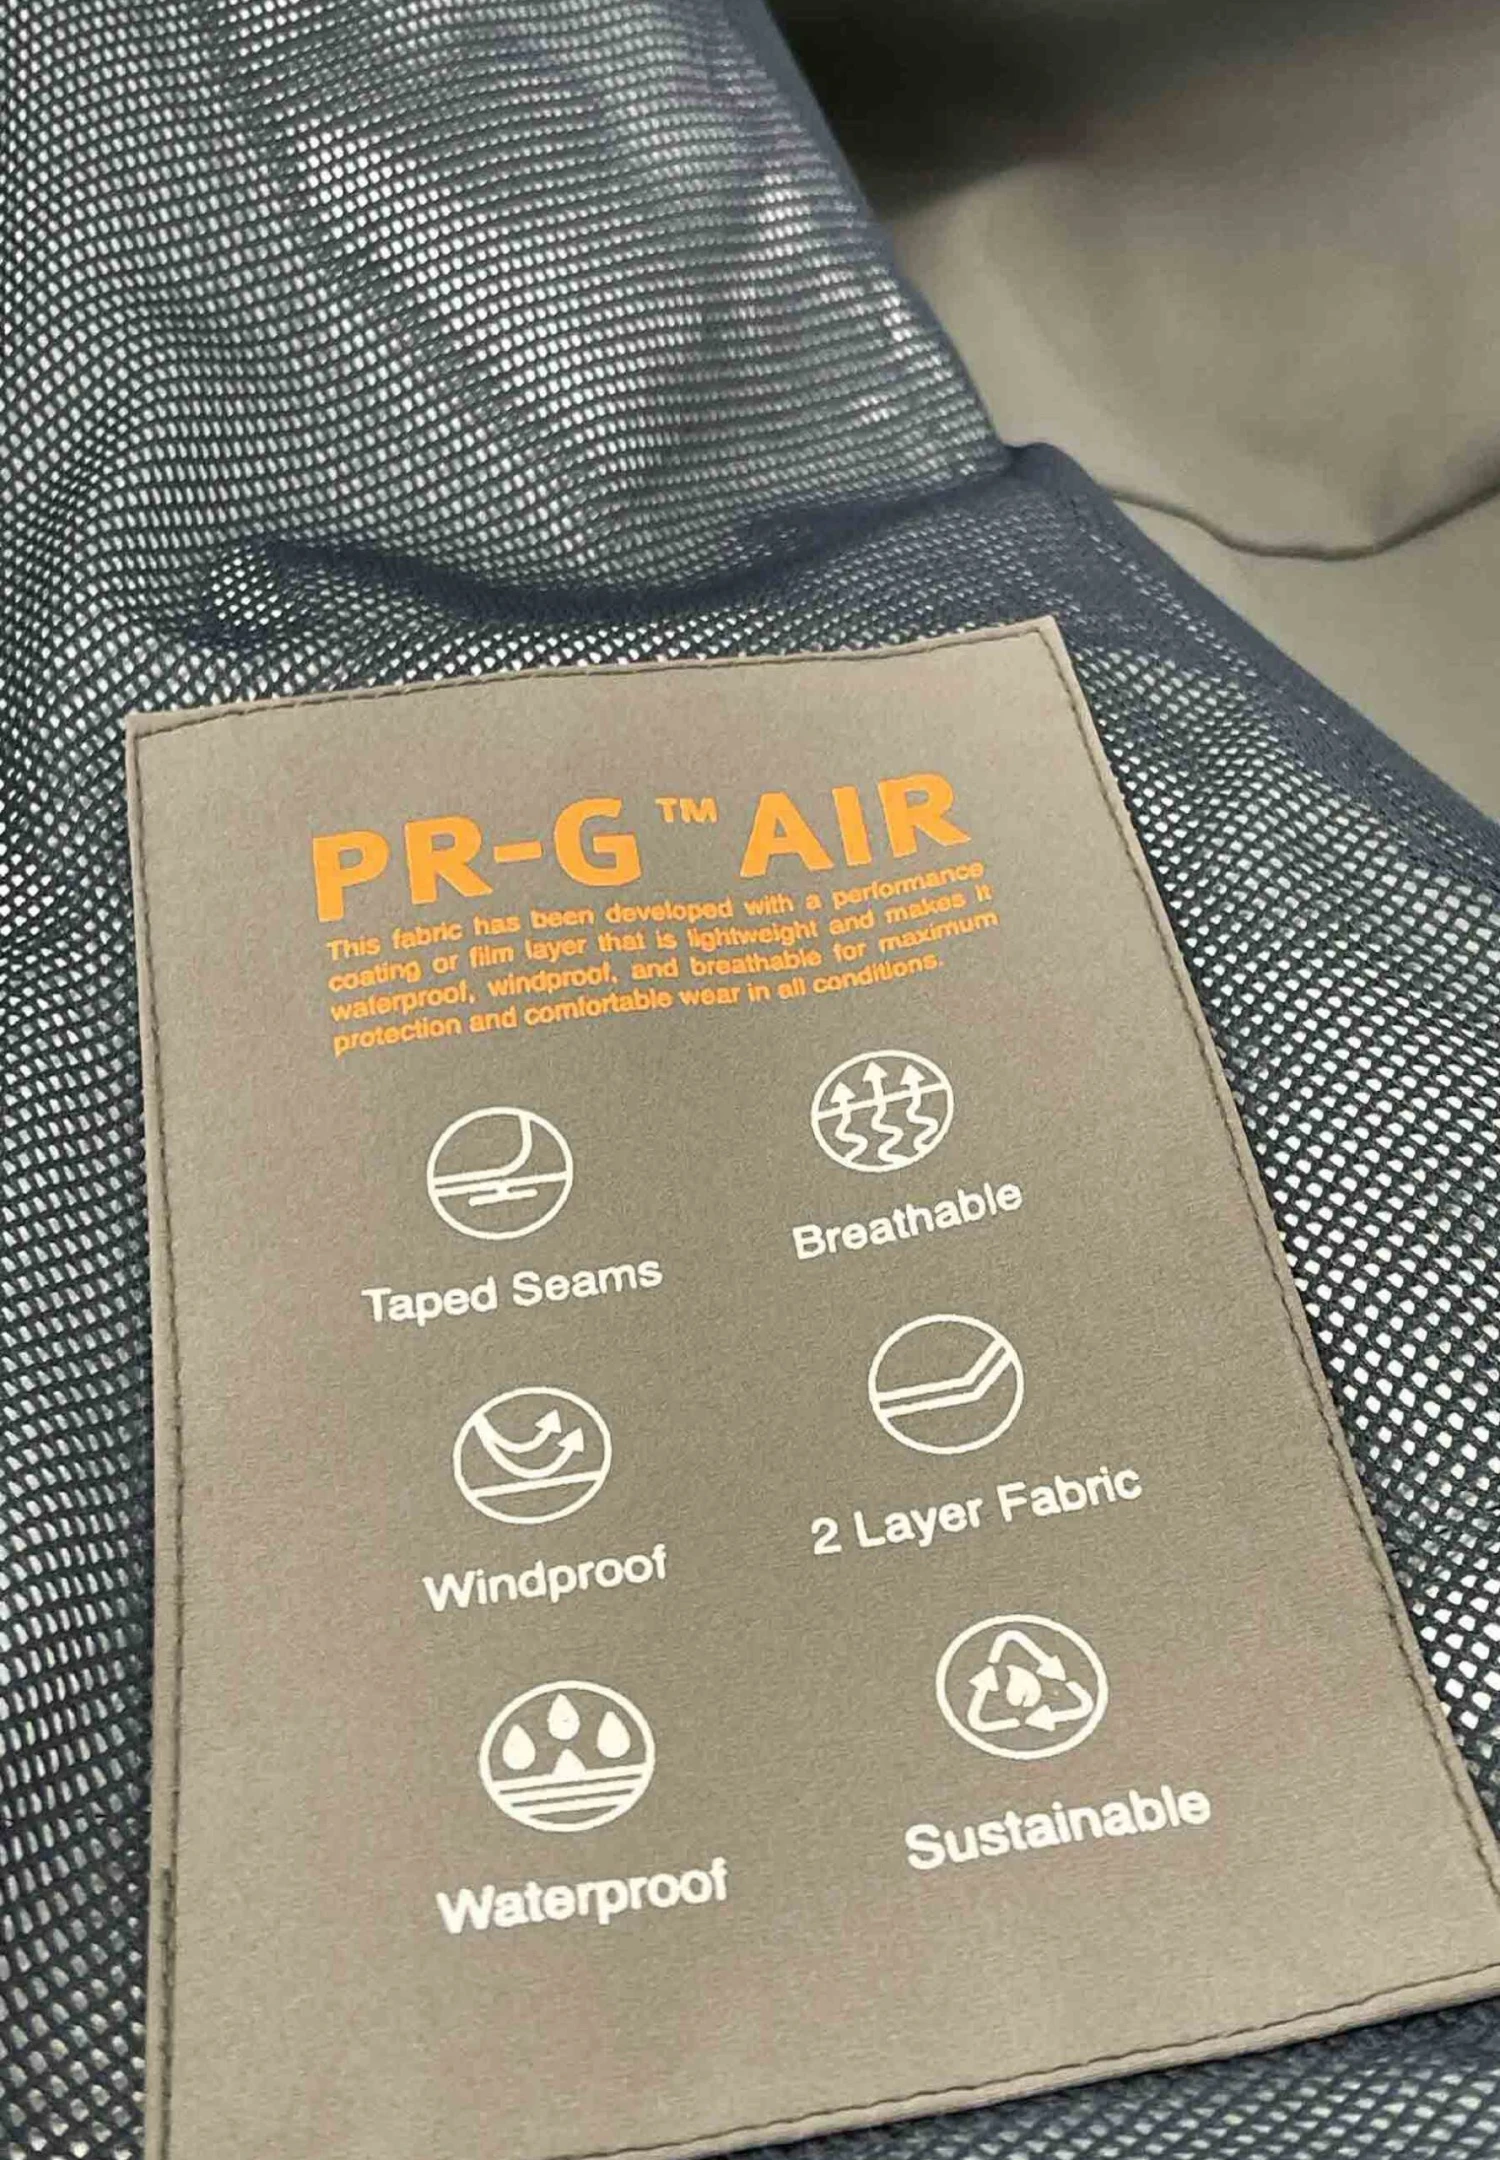 PR-G™ AIR
This fabric has been developed with a performance
coating or film layer that is lightweight and makes it
waterproof, windproof, and breathable for maximum
protection and comfortable wear in all conditions.
Taped Seams
Breathable
Windproof
2 Layer Fabric
Waterproof
Sustainable